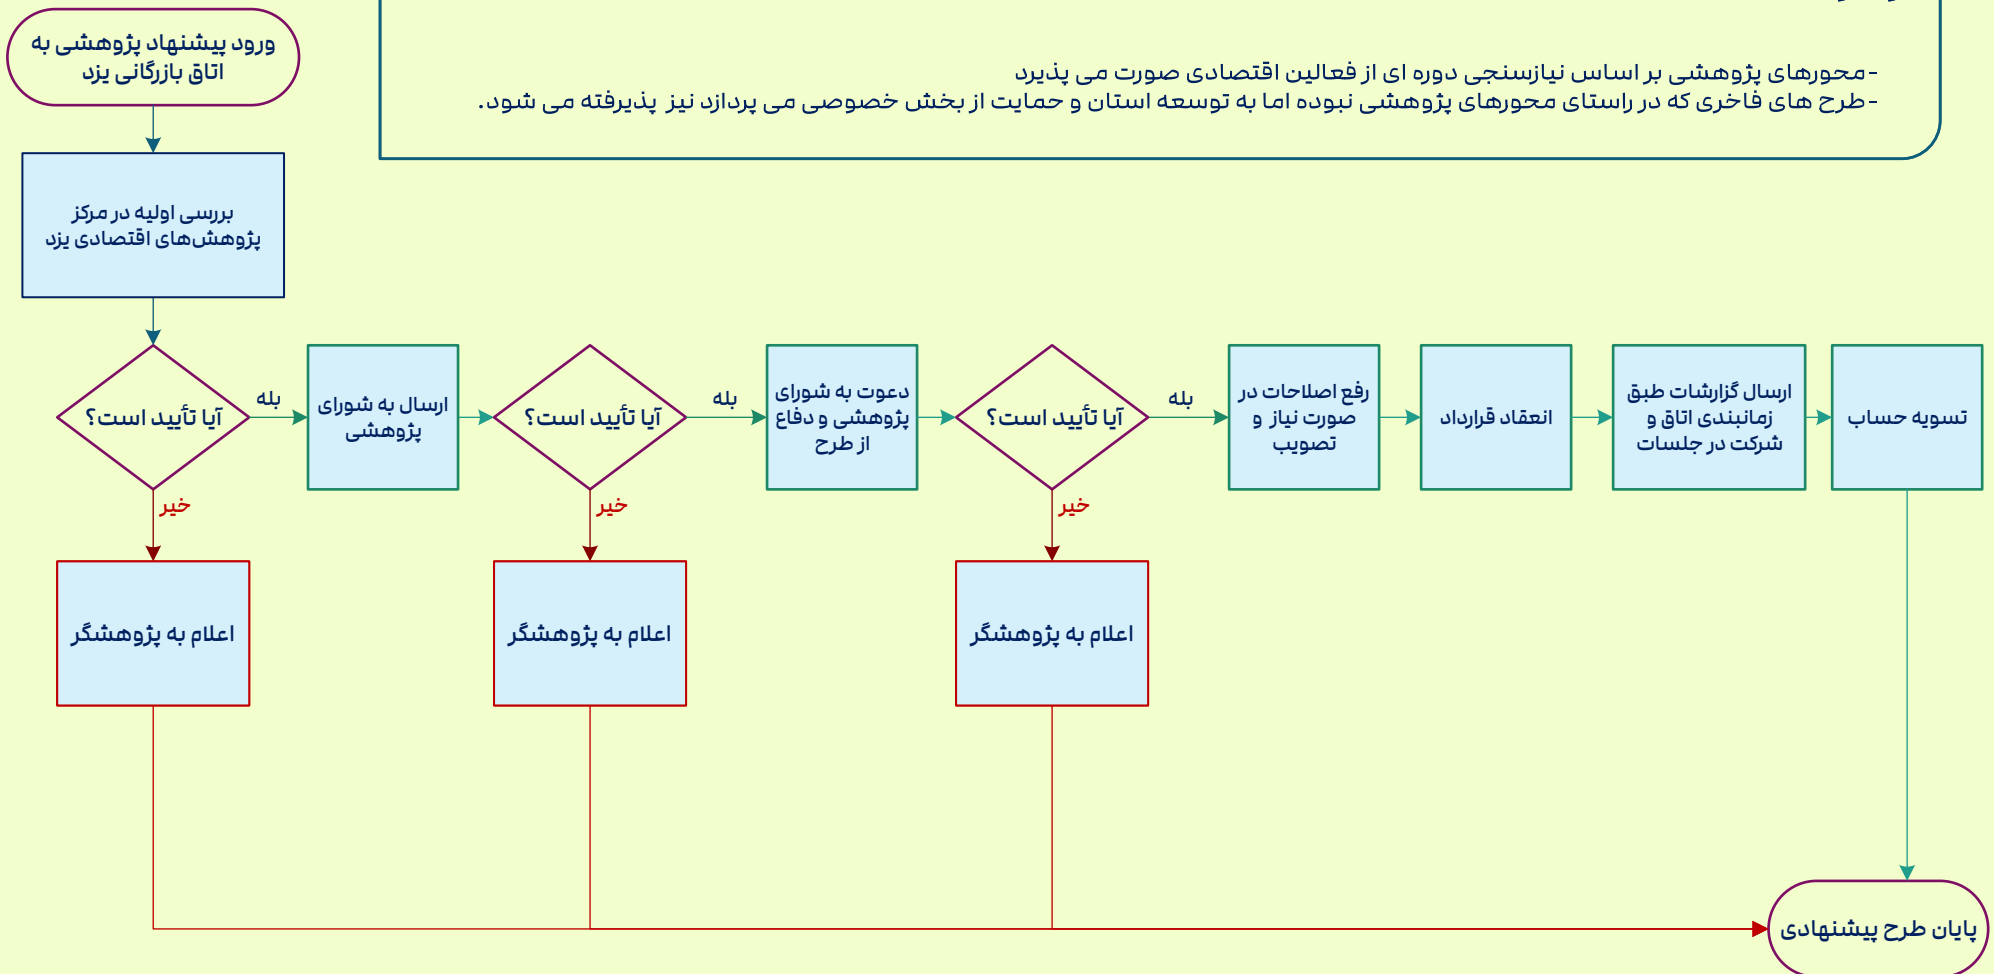 -محورهای پژوهشی بر اساس نیازسنجی دوره ای از فعالین اقتصادی صورت می پذیرد
-طرح های فاخری که در راستای محورهای پژوهشی نبوده اما به توسعه استان و حمایت از بخش خصوصی می پردازد نیز پذیرفته می شود.
ورود پیشنهاد پژوهشی به
اتاق بازرگانی یزد
بررسی اولیه در مرکز
پژوهش‌های اقتصادی یزد
آیا تأیید است؟
بله
خیر
اعلام به پژوهشگر
ارسال به شورای
پژوهشی
آیا تأیید است؟
بله
خیر
اعلام به پژوهشگر
دعوت به شورای
پژوهشی و دفاع
از طرح
آیا تأیید است؟
بله
خیر
اعلام به پژوهشگر
رفع اصلاحات در
صورت نیاز و
تصویب
انعقاد قرارداد
ارسال گزارشات طبق
زمانبندی اتاق و
شرکت در جلسات
تسویه حساب
پایان طرح پیشنهادی